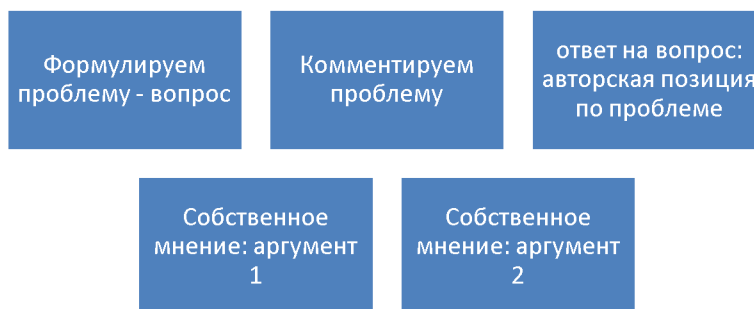 Формулируем
проблему - вопрос
Комментируем
проблему
ответ на вопрос:
авторская позиция
по проблеме
Собственное
мнение: аргумент
1
Собственное
мнение: аргумент
2